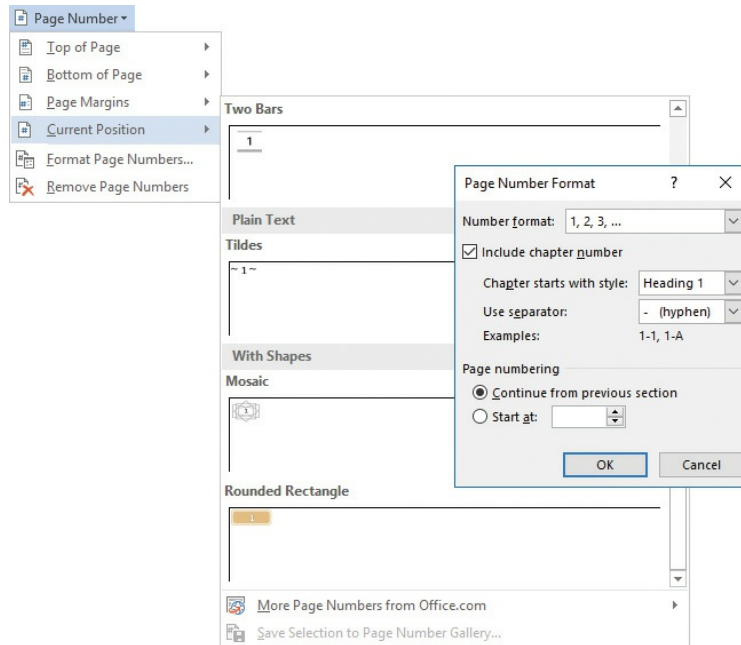 Page Number
Top of Page
Bottom of Page
Page Margins
Current Position
Format Page Numbers...
Remove Page Numbers
Two Bars
1
Plain Text
Tildes
~ 1 ~
With Shapes
Mosaic
1
Rounded Rectangle
1
More Page Numbers from Office.com
Save Selection to Page Number Gallery...
Page Number Format ?
Number format: 1, 2, 3, ...
Include chapter number
Chapter starts with style: Heading 1
Use separator: - (hyphen)
Examples: 1-1, 1-A
Page numbering
Continue from previous section
Start at:
OK Cancel